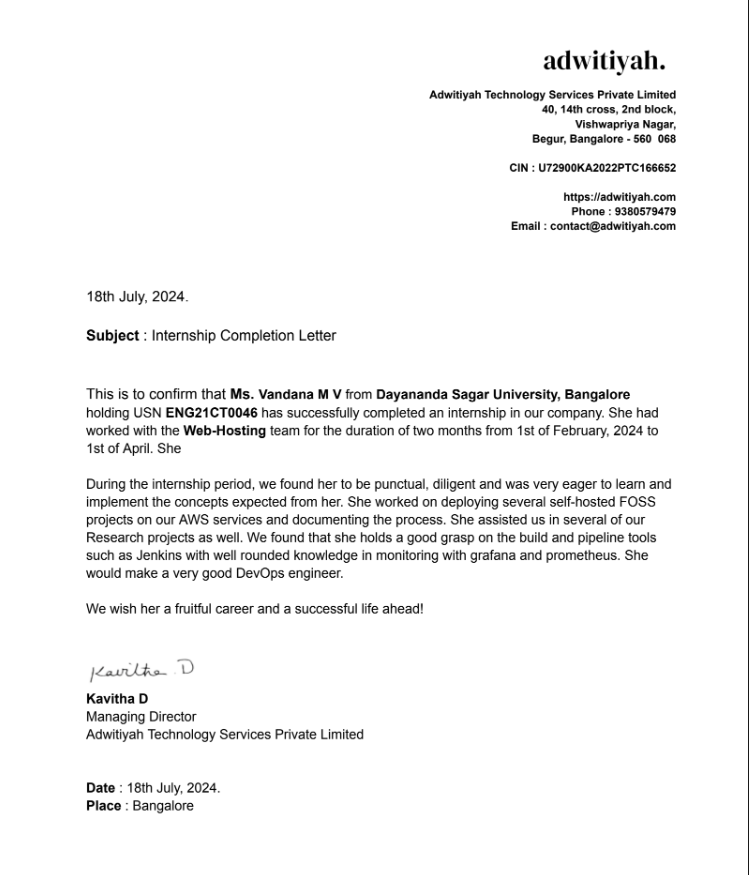 adwitiyah.
Adwitiyah Technology Services Private Limited
40, 14th cross, 2nd block,
Vishwapriya Nagar,
Begur, Bangalore - 560 068
CIN : U72900KA2022PTC166652
https://adwitiyah.com
Phone : 9380579479
Email : contact@adwitiyah.com
18th July, 2024.
Subject : Internship Completion Letter
This is to confirm that Ms. Vandana M V from Dayananda Sagar University, Bangalore
holding USN ENG21CT0046 has successfully completed an internship in our company. She had
worked with the Web-Hosting team for the duration of two months from 1st of February, 2024 to
1st of April. She
During the internship period, we found her to be punctual, diligent and was very eager to learn and
implement the concepts expected from her. She worked on deploying several self-hosted FOSS
projects on our AWS services and documenting the process. She assisted us in several of our
Research projects as well. We found that she holds a good grasp on the build and pipeline tools
such as Jenkins with well rounded knowledge in monitoring with grafana and prometheus. She
would make a very good DevOps engineer.
We wish her a fruitful career and a successful life ahead!
Kavitha D
Kavitha D
Managing Director
Adwitiyah Technology Services Private Limited
Date : 18th July, 2024.
Place : Bangalore